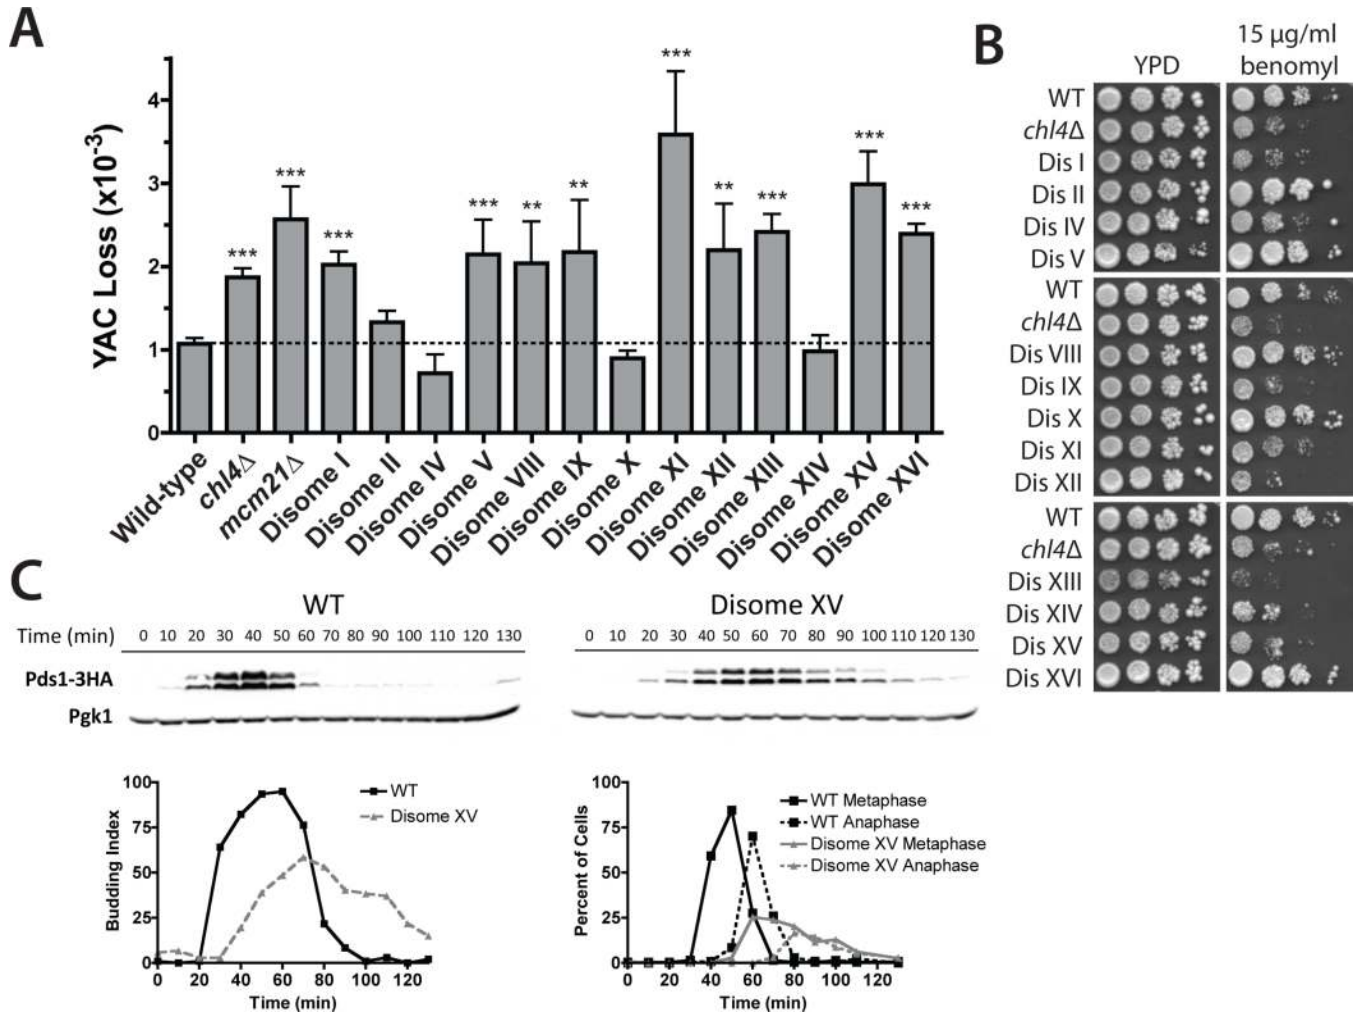 A
YAC Loss (x10⁻³)
4
3
2
1
0
***
***
***
***
**
**
***
**
***
***
***
Wild-type
chl4Δ
mcm21Δ
Disome I
Disome II
Disome IV
Disome V
Disome VIII
Disome IX
Disome X
Disome XI
Disome XII
Disome XIII
Disome XIV
Disome XV
Disome XVI
B
YPD
15 µg/ml
benomyl
WT
chl4Δ
Dis I
Dis II
Dis IV
Dis V
WT
chl4Δ
Dis VIII
Dis IX
Dis X
Dis XI
Dis XII
WT
chl4Δ
Dis XIII
Dis XIV
Dis XV
Dis XVI
C
WT
Disome XV
Time (min) 0 10 20 30 40 50 60 70 80 90 100 110 120 130
0 10 20 30 40 50 60 70 80 90 100 110 120 130
Pds1-3HA
Pgk1
Budding Index
100
75
50
25
0
0 20 40 60 80 100 120
Time (min)
WT
Disome XV
Percent of Cells
100
75
50
25
0
0 20 40 60 80 100 120
Time (min)
WT Metaphase
WT Anaphase
Disome XV Metaphase
Disome XV Anaphase